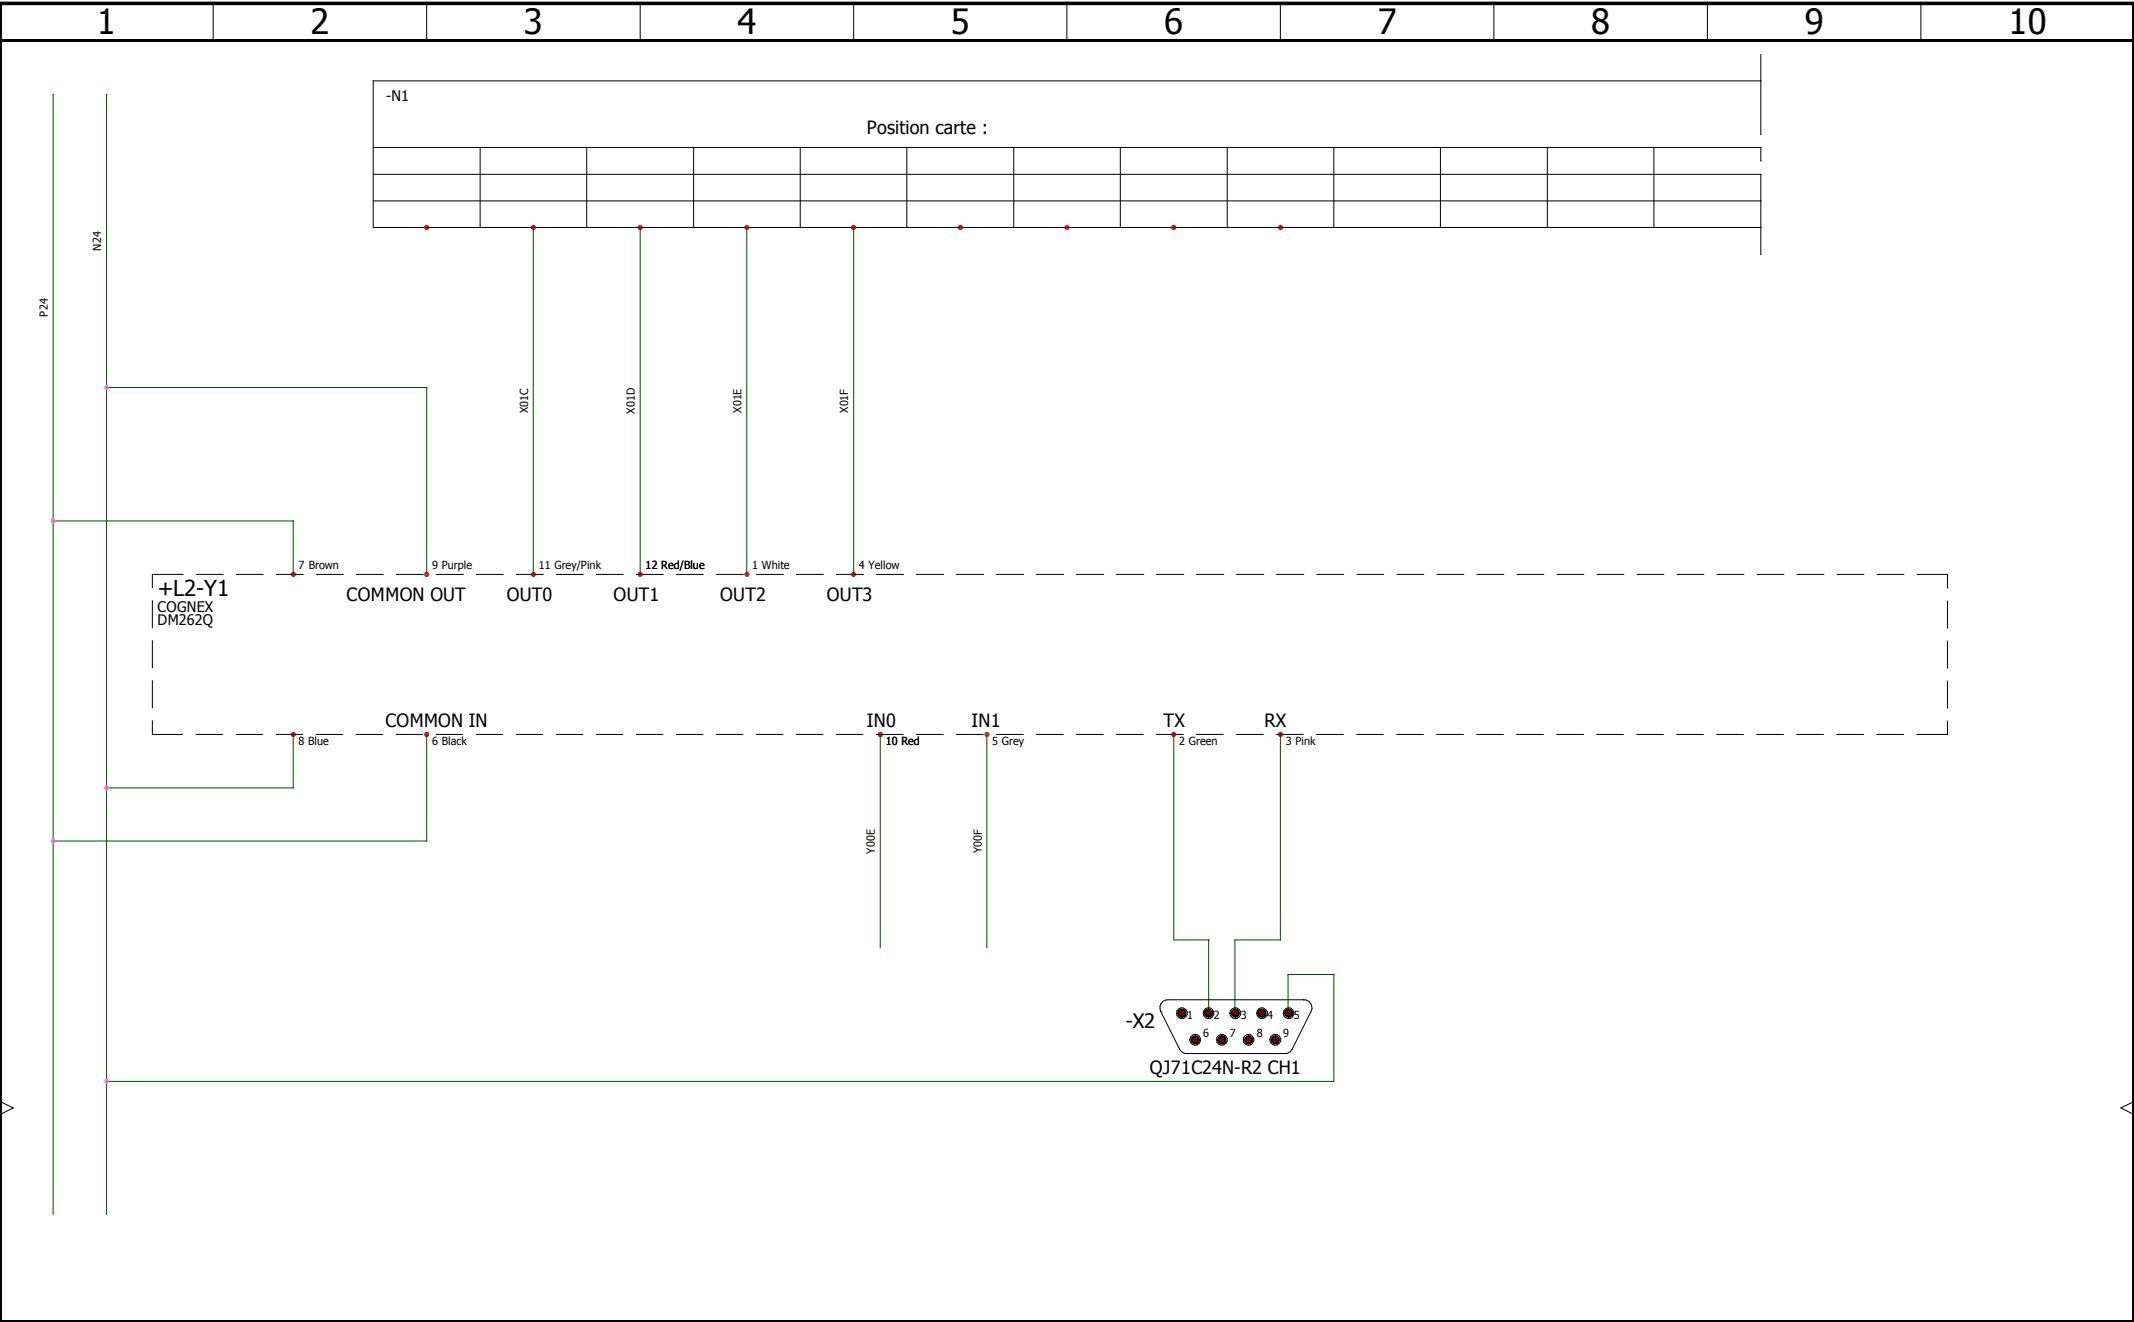 1 2 3 4 5 6 7 8 9 10
-N1
Position carte :
N24
P24
X01C
X01D
X01E
X01F
7 Brown
9 Purple
11 Grey/Pink
12 Red/Blue
1 White
4 Yellow
+L2-Y1
COGNEX
DM262Q
COMMON OUT
OUT0
OUT1
OUT2
OUT3
COMMON IN
IN0
IN1
TX
RX
8 Blue
6 Black
10 Red
5 Grey
2 Green
3 Pink
Y00E
Y00F
-X2
1 2 3 4 5
6 7 8 9
QJ71C24N-R2 CH1